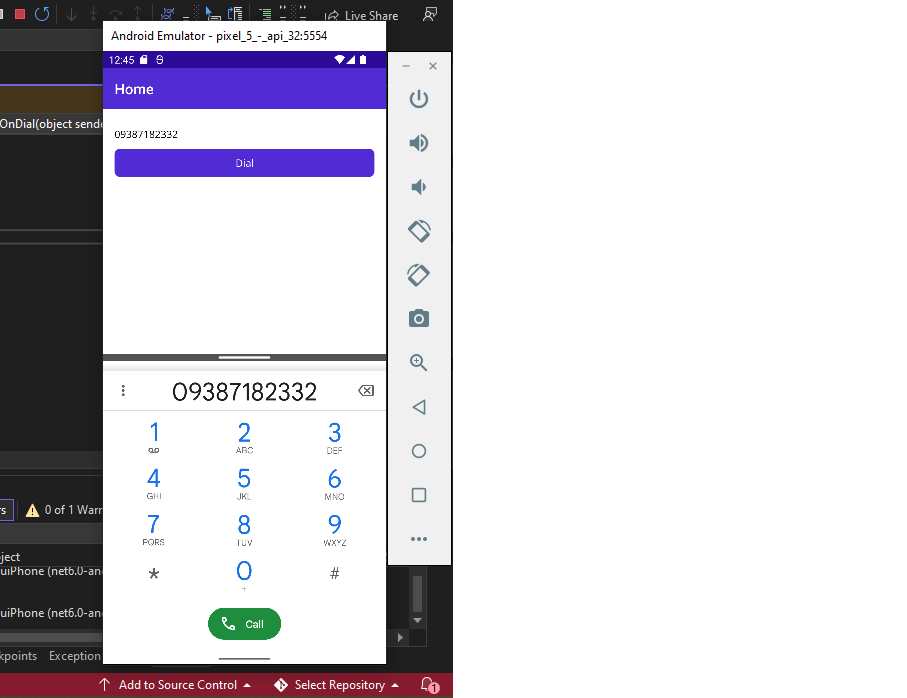 Live Share
Android Emulator - pixel_5_-_api_32:5554
12:45
Home
OnDial(object sende
09387182332
Dial
09387182332
1
2
ABC
3
DEF
4
GHI
5
JKL
6
MNO
7
PQRS
8
TUV
9
WXYZ
*
0
+
#
Call
rs
0 of 1 Warr
ject
uiPhone (net6.0-an
uiPhone (net6.0-an
kpoints
Exception
Add to Source Control
Select Repository
1